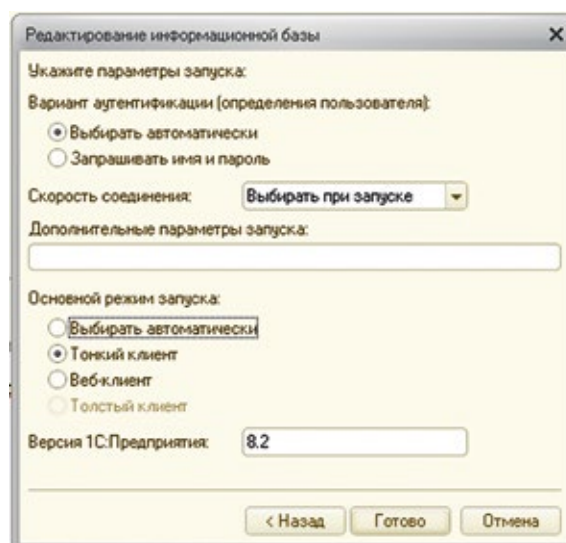 Редактирование информационной базы
Укажите параметры запуска:
Вариант аутентификации (определения пользователя):
Выбирать автоматически
Запрашивать имя и пароль
Скорость соединения: Выбирать при запуске
Дополнительные параметры запуска:
Основной режим запуска:
Выбирать автоматически
Тонкий клиент
Веб-клиент
Толстый клиент
Версия 1С:Предприятия: 8.2
< Назад Готово Отмена